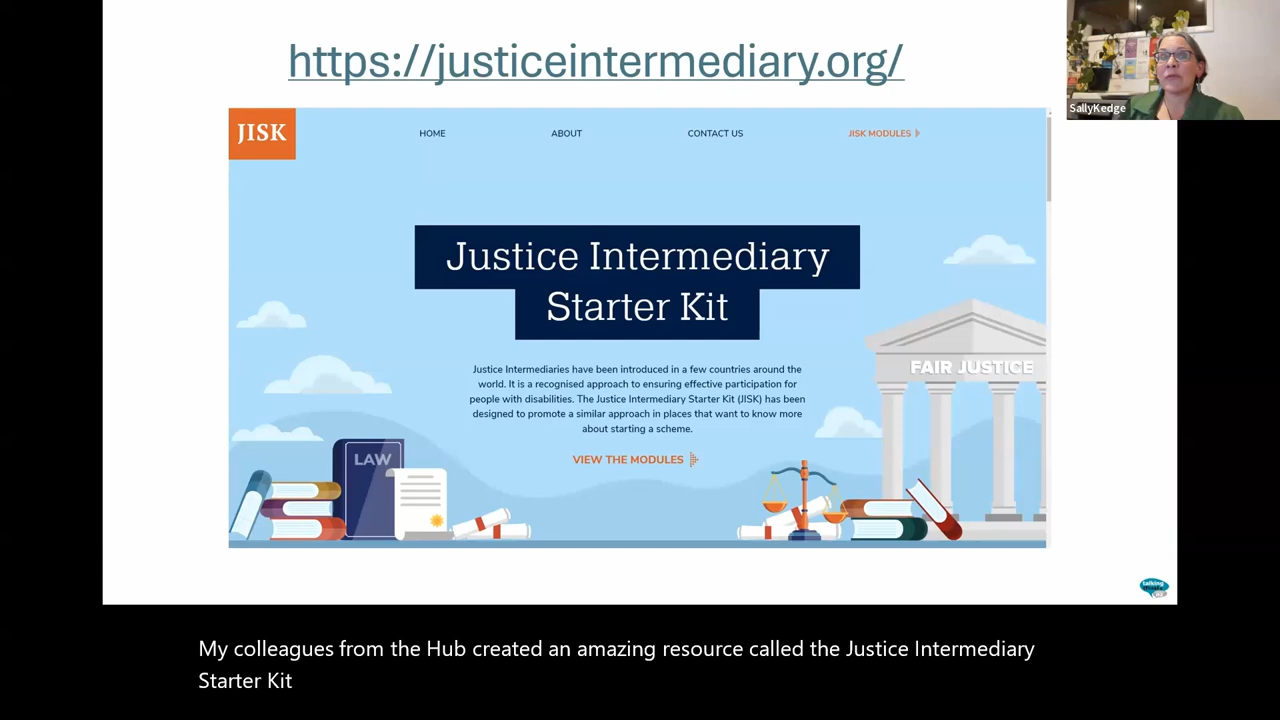 https://justiceintermediary.org/
SallyKedge
JISK
HOME
ABOUT
CONTACT US
JISK MODULES
Justice Intermediary
Starter Kit
Justice Intermediaries have been introduced in a few countries around the
world. It is a recognised approach to ensuring effective participation for
people with disabilities. The Justice Intermediary Starter Kit (JISK) has been
designed to promote a similar approach in places that want to know more
about starting a scheme.
VIEW THE MODULES
FAIR JUSTICE
LAW
talking
My colleagues from the Hub created an amazing resource called the Justice Intermediary
Starter Kit